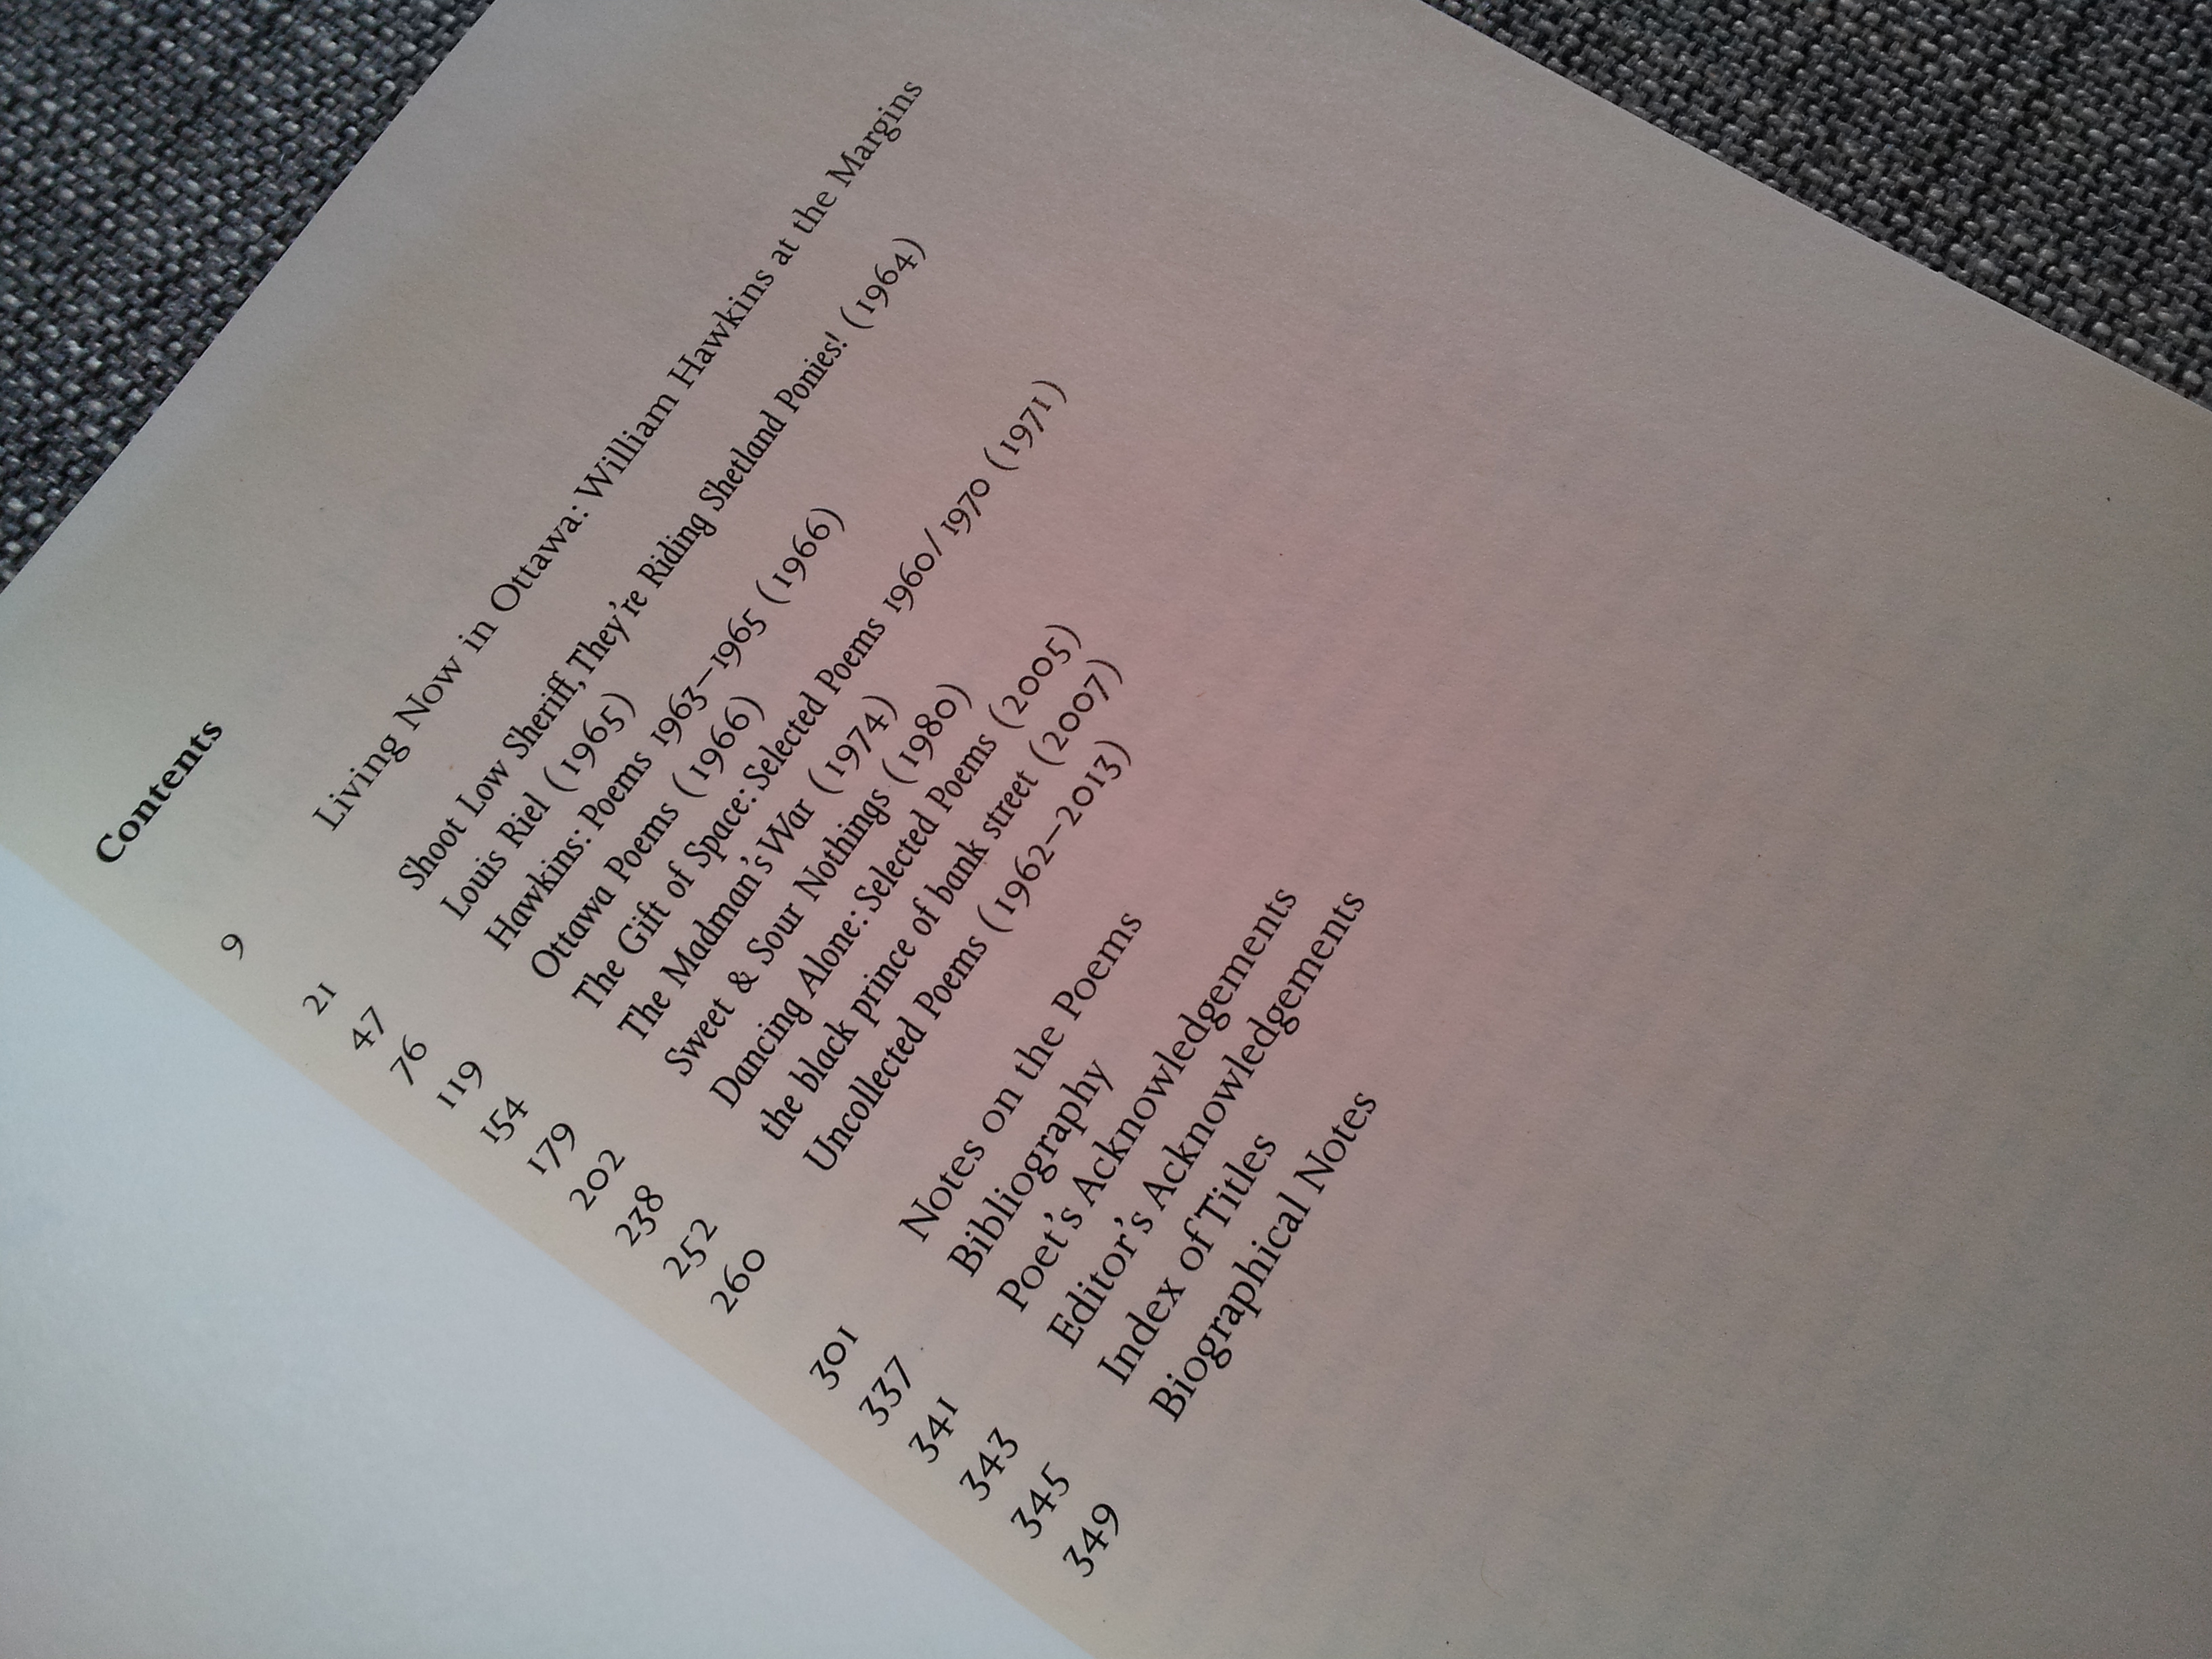 Contents
9 Living Now in Ottawa: William Hawkins at the Margins
21 Shoot Low Sheriff, They're Riding Shetland Ponies! (1964)
47 Louis Riel (1965)
76 Hawkins: Poems 1963–1965 (1966)
119 Ottawa Poems (1966)
154 The Gift of Space: Selected Poems 1960/1970 (1971)
179 The Madman's War (1974)
202 Sweet & Sour Nothings (1980)
238 Dancing Alone: Selected Poems (2005)
252 the black prince of bank street (2007)
260 Uncollected Poems (1962–2013)
301 Notes on the Poems
337 Bibliography
341 Poet's Acknowledgements
343 Editor's Acknowledgements
345 Index of Titles
349 Biographical Notes